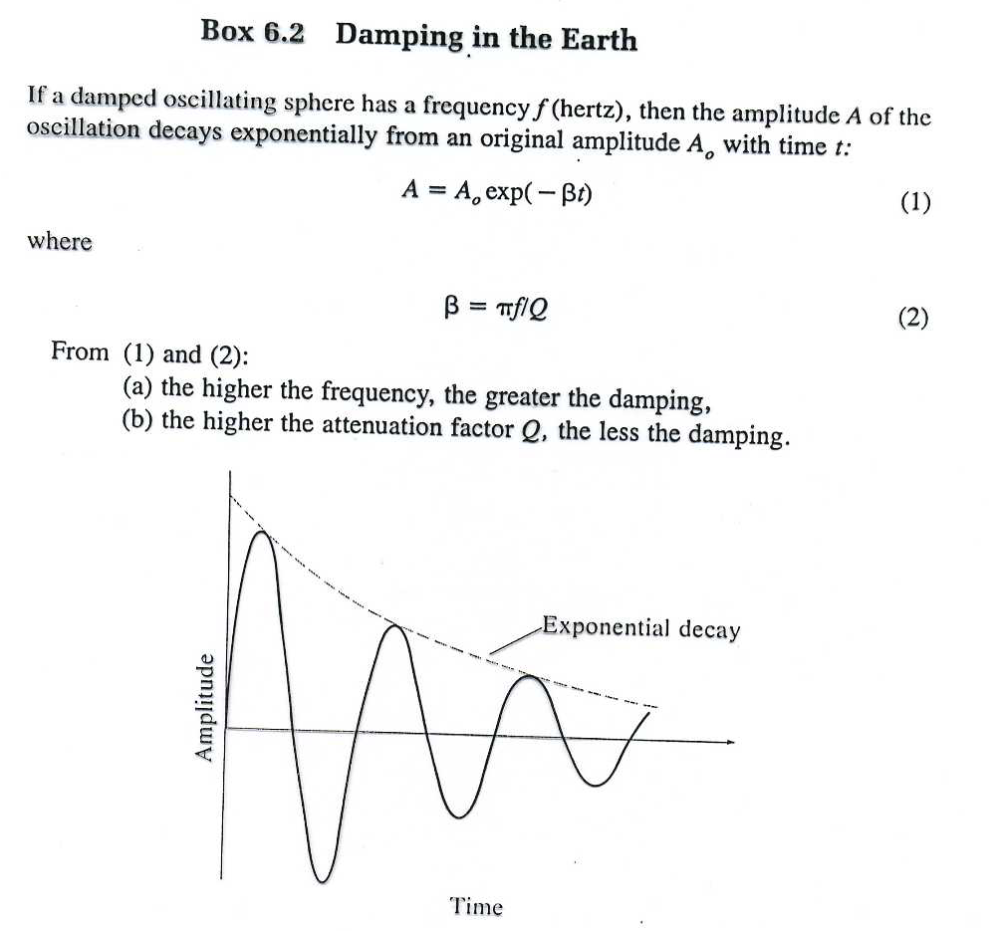 Box 6.2 Damping in the Earth
If a damped oscillating sphere has a frequency f (hertz), then the amplitude A of the
oscillation decays exponentially from an original amplitude Aₒ with time t:
A = Aₒ exp(− βt) (1)
where
β = πf/Q (2)
From (1) and (2):
(a) the higher the frequency, the greater the damping,
(b) the higher the attenuation factor Q, the less the damping.
Exponential decay
Amplitude
Time